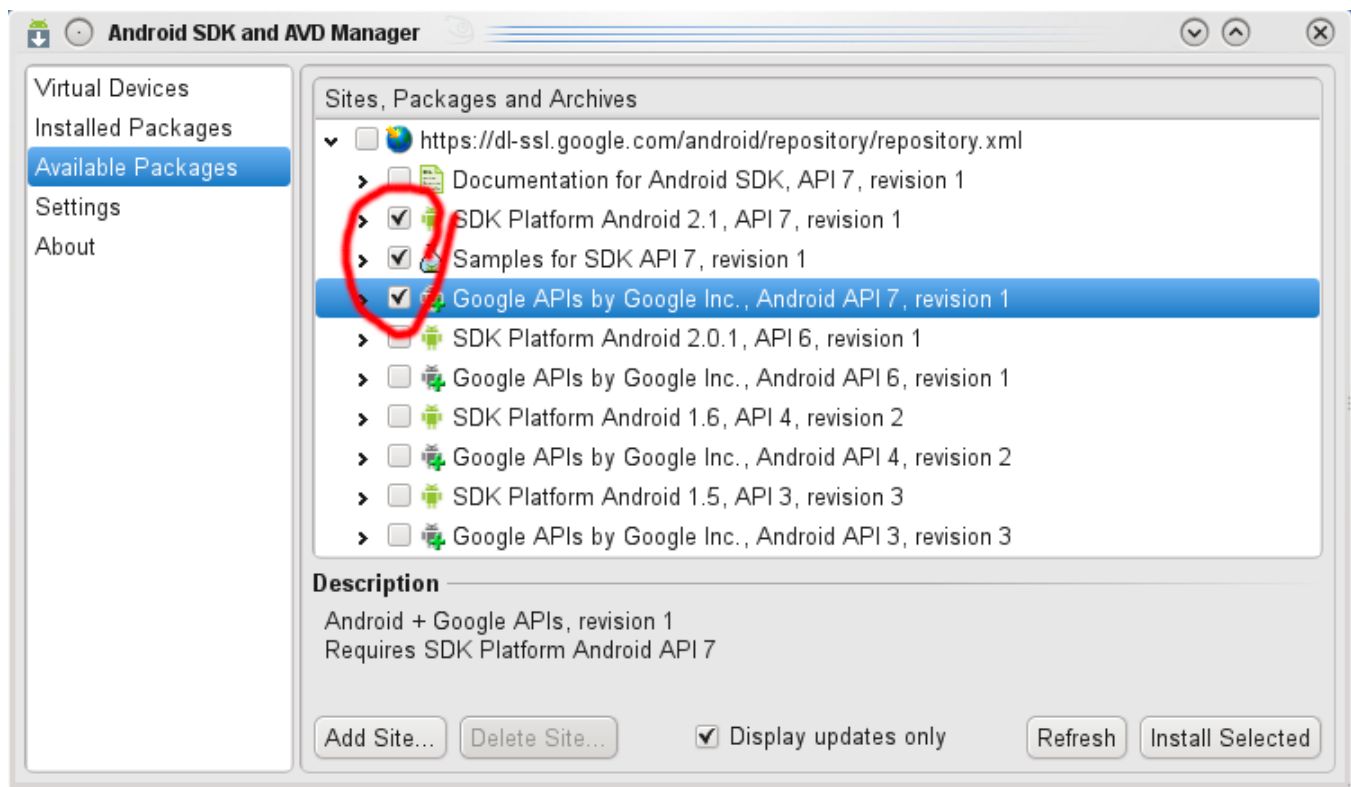 Android SDK and AVD Manager
Virtual Devices
Installed Packages
Available Packages
Settings
About
Sites, Packages and Archives
https://dl-ssl.google.com/android/repository/repository.xml
Documentation for Android SDK, API 7, revision 1
SDK Platform Android 2.1, API 7, revision 1
Samples for SDK API 7, revision 1
Google APIs by Google Inc., Android API 7, revision 1
SDK Platform Android 2.0.1, API 6, revision 1
Google APIs by Google Inc., Android API 6, revision 1
SDK Platform Android 1.6, API 4, revision 2
Google APIs by Google Inc., Android API 4, revision 2
SDK Platform Android 1.5, API 3, revision 3
Google APIs by Google Inc., Android API 3, revision 3
Description
Android + Google APIs, revision 1
Requires SDK Platform Android API 7
Add Site... Delete Site... Display updates only Refresh Install Selected